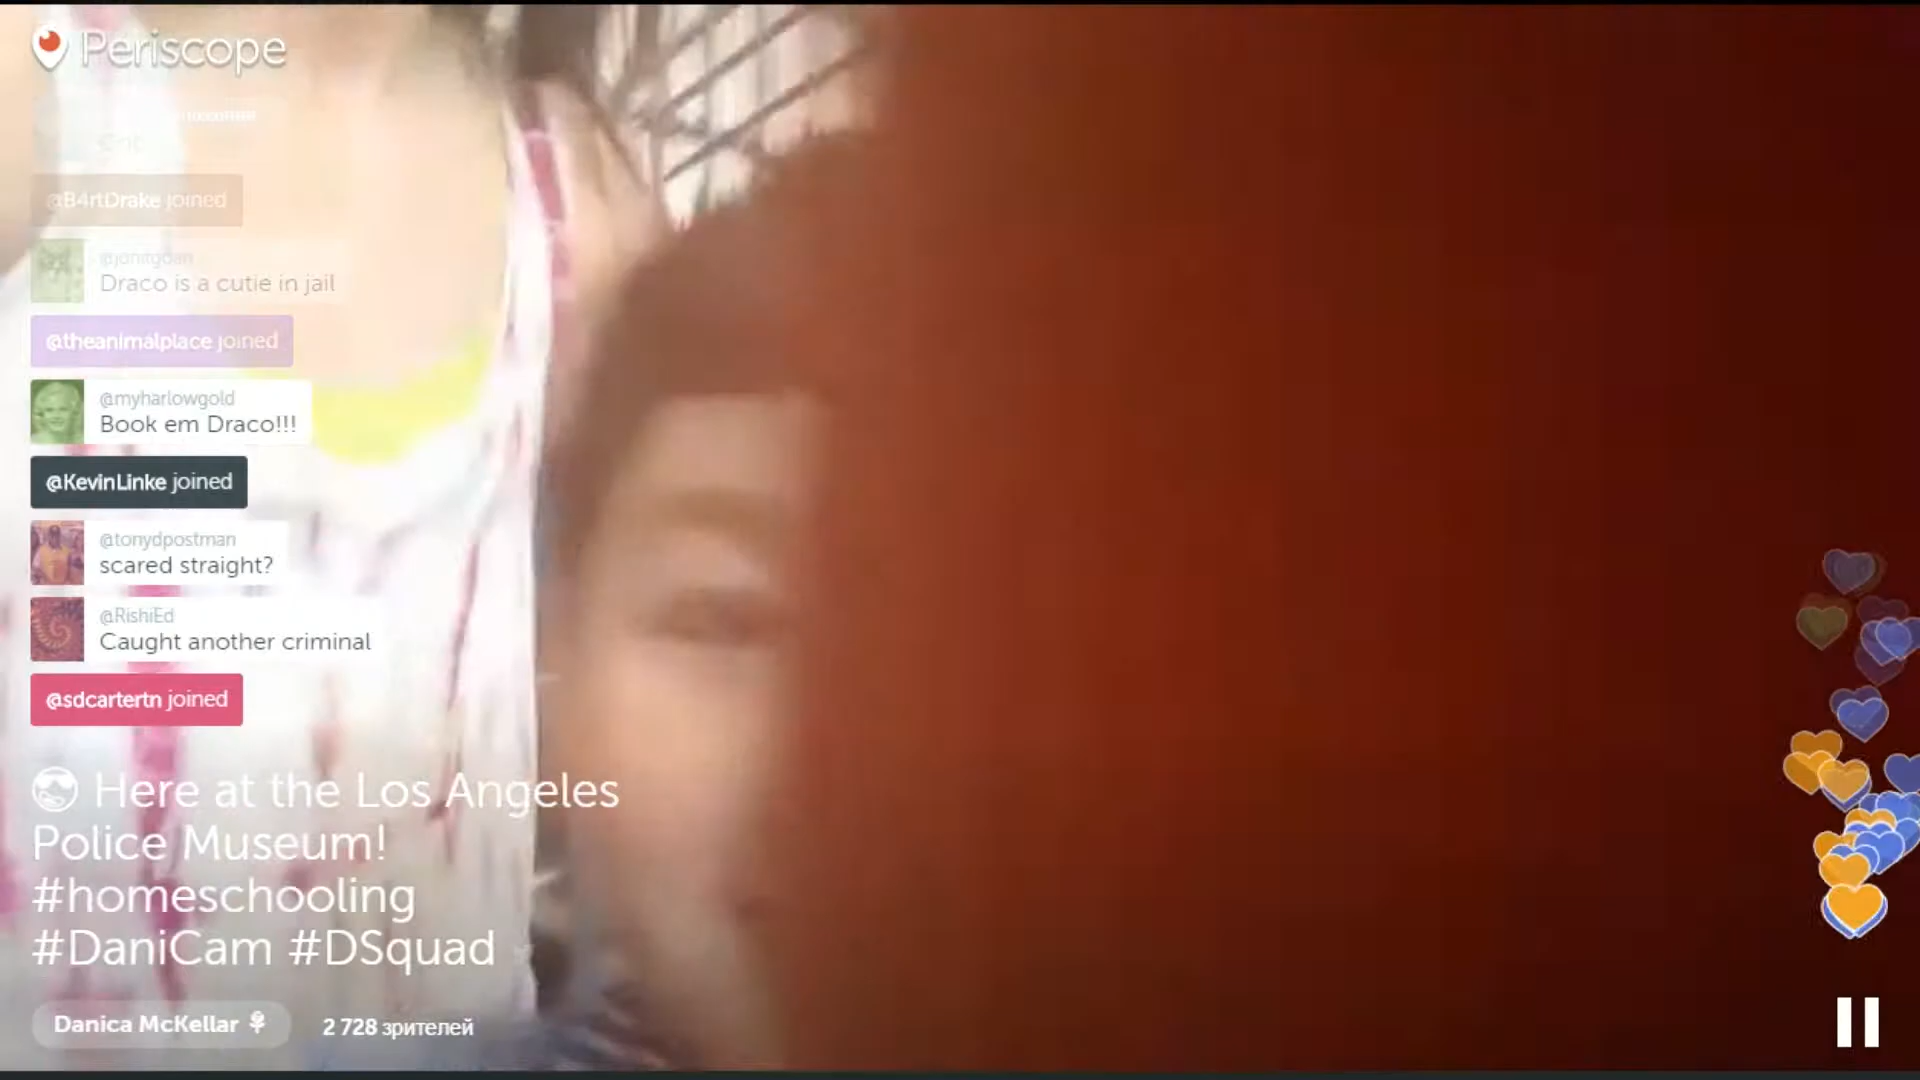 Periscope
@B4rtDrake joined
@jonitgdan
Draco is a cutie in jail
@theanimalplace joined
@myharlowgold
Book em Draco!!!
@KevinLinke joined
@tonydpostman
scared straight?
@RishiEd
Caught another criminal
@sdcartertn joined
😎 Here at the Los Angeles
Police Museum!
#homeschooling
#DaniCam #DSquad
Danica McKellar 2 728 зрителей